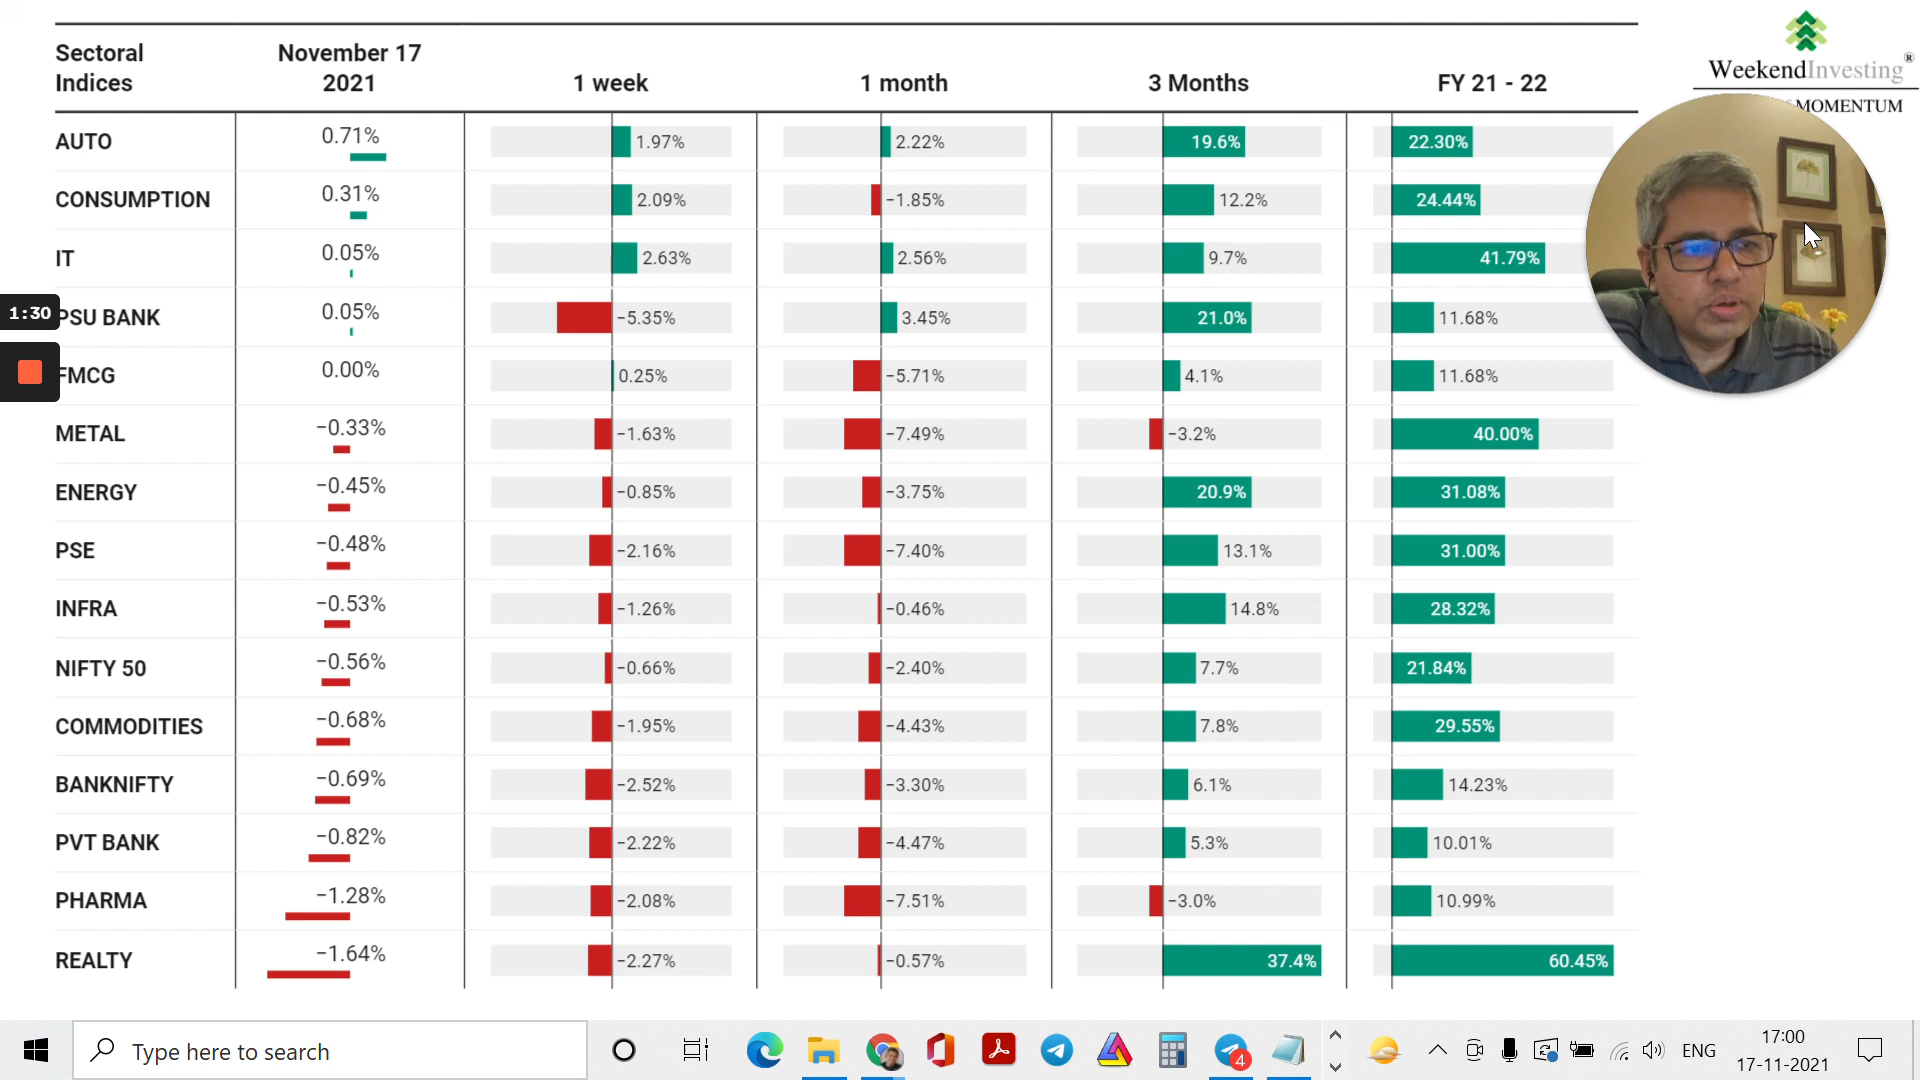 WeekendInvesting®
MOMENTUM
Sectoral Indices November 17 2021 1 week 1 month 3 Months FY 21 - 22
AUTO 0.71% 1.97% 2.22% 19.6% 22.30%
CONSUMPTION 0.31% 2.09% −1.85% 12.2% 24.44%
IT 0.05% 2.63% 2.56% 9.7% 41.79%
1:30
PSU BANK 0.05% −5.35% 3.45% 21.0% 11.68%
FMCG 0.00% 0.25% −5.71% 4.1% 11.68%
METAL −0.33% −1.63% −7.49% −3.2% 40.00%
ENERGY −0.45% −0.85% −3.75% 20.9% 31.08%
PSE −0.48% −2.16% −7.40% 13.1% 31.00%
INFRA −0.53% −1.26% −0.46% 14.8% 28.32%
NIFTY 50 −0.56% −0.66% −2.40% 7.7% 21.84%
COMMODITIES −0.68% −1.95% −4.43% 7.8% 29.55%
BANKNIFTY −0.69% −2.52% −3.30% 6.1% 14.23%
PVT BANK −0.82% −2.22% −4.47% 5.3% 10.01%
PHARMA −1.28% −2.08% −7.51% −3.0% 10.99%
REALTY −1.64% −2.27% −0.57% 37.4% 60.45%
Type here to search 4 ENG 17:00
17-11-2021